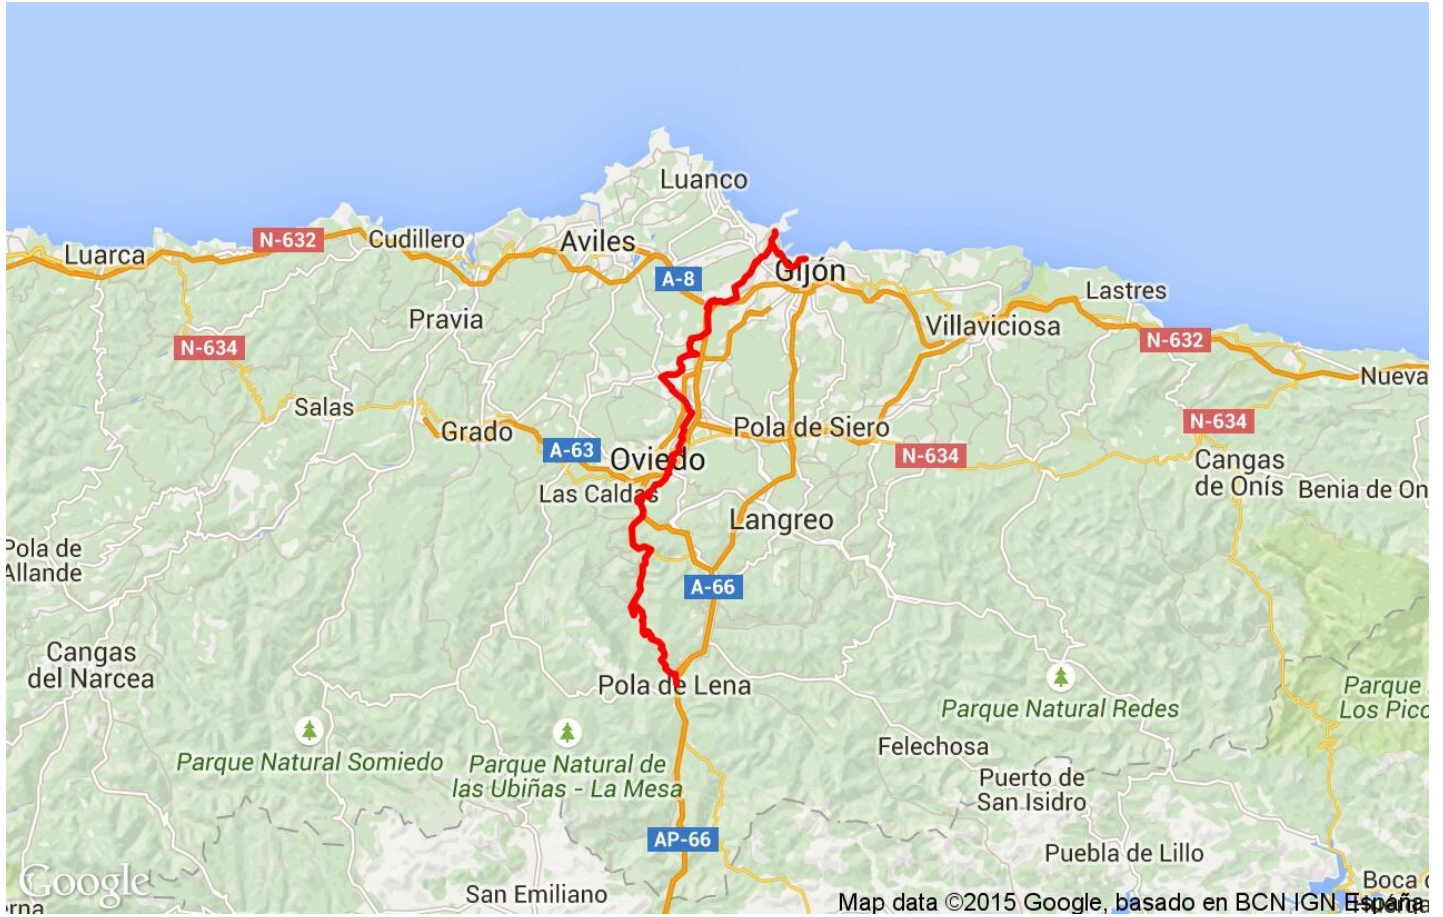 Luanco
N-632
Cudillero
Aviles
Luarca
A-8
Gijón
Lastres
Pravia
Villaviciosa
N-632
N-634
Nueva
Salas
Grado
Pola de Siero
N-634
A-63
Oviedo
N-634
Cangas
de Onís
Las Caldas
Benia de On
Langreo
Pola de
Allande
A-66
Cangas
del Narcea
Pola de Lena
Parque Natural Redes
Parque
Los Pico
Parque Natural Somiedo
Parque Natural de
las Ubiñas - La Mesa
Felechosa
Puerto de
San Isidro
AP-66
Puebla de Lillo
Google
San Emiliano
Boca d
erna
Map data ©2015 Google, basado en BCN IGN España